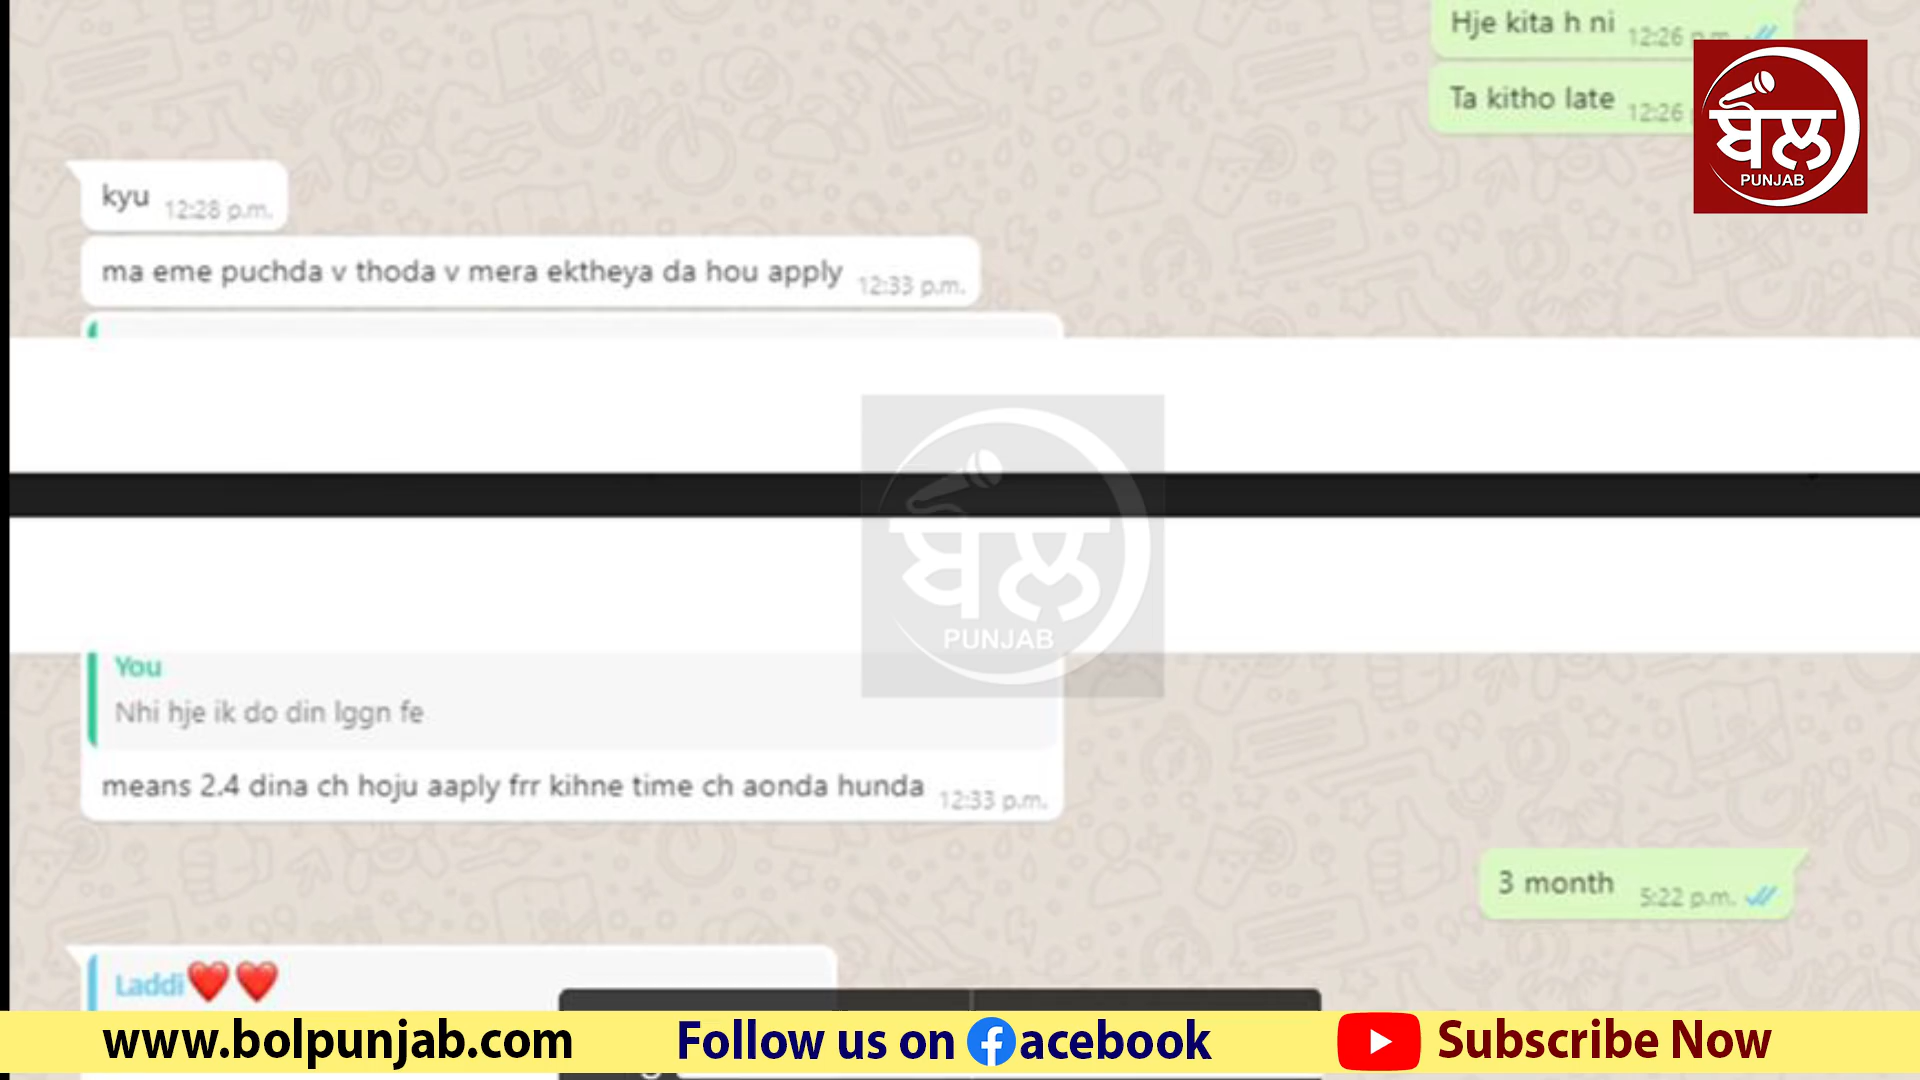 Hje kita h ni 12:26 p.m.
Ta kitho late 12:26
ਬੋਲ
PUNJAB
kyu 12:28 p.m.
ma eme puchda v thoda v mera ektheya da hou apply 12:33 p.m.
ਬੋਲ
PUNJAB
You
Nhi hje ik do din lggn fe
means 2.4 dina ch hoju aaply frr kihne time ch aonda hunda 12:33 p.m.
3 month 5:22 p.m.
Laddi❤️❤️
www.bolpunjab.com Follow us on facebook Subscribe Now